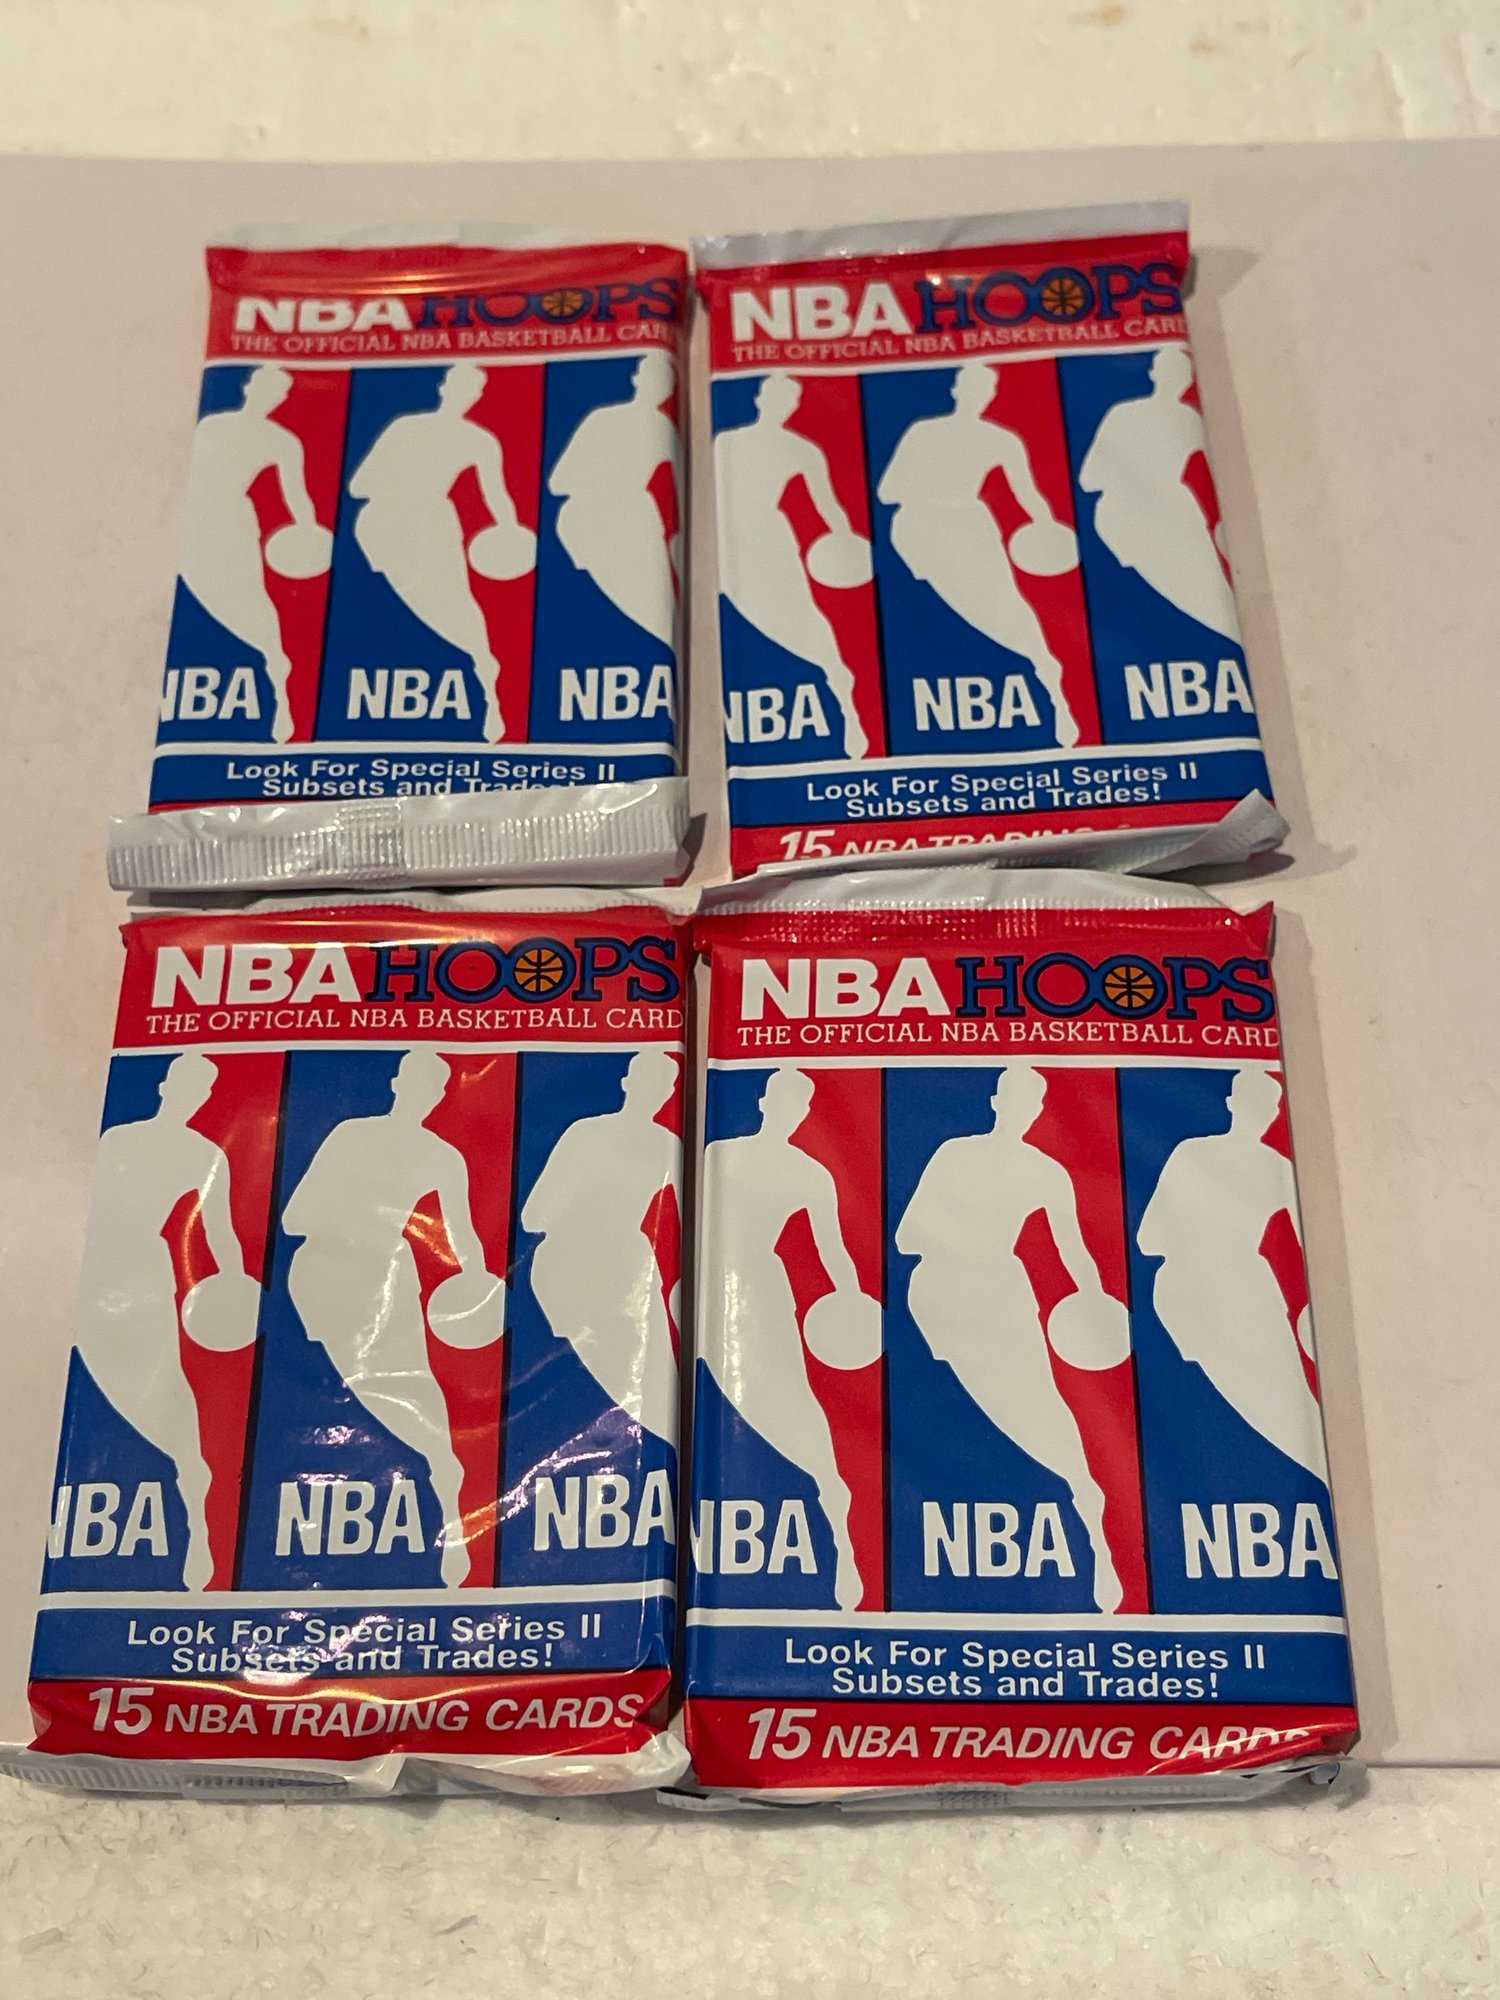 NBA HOOPS
THE OFFICIAL NBA BASKETBALL CAR
NBA NBA NBA
Look For Special Series II
Subsets and Trades!
NBA HOOPS
THE OFFICIAL NBA BASKETBALL CARD
NBA NBA NBA
Look For Special Series II
Subsets and Trades!
15 NBA TRADING
NBA HOOPS
THE OFFICIAL NBA BASKETBALL CARD
NBA NBA NBA
Look For Special Series II
Subsets and Trades!
15 NBA TRADING CARDS
NBA HOOPS
THE OFFICIAL NBA BASKETBALL CARD
NBA NBA NBA
Look For Special Series II
Subsets and Trades!
15 NBA TRADING CARDS